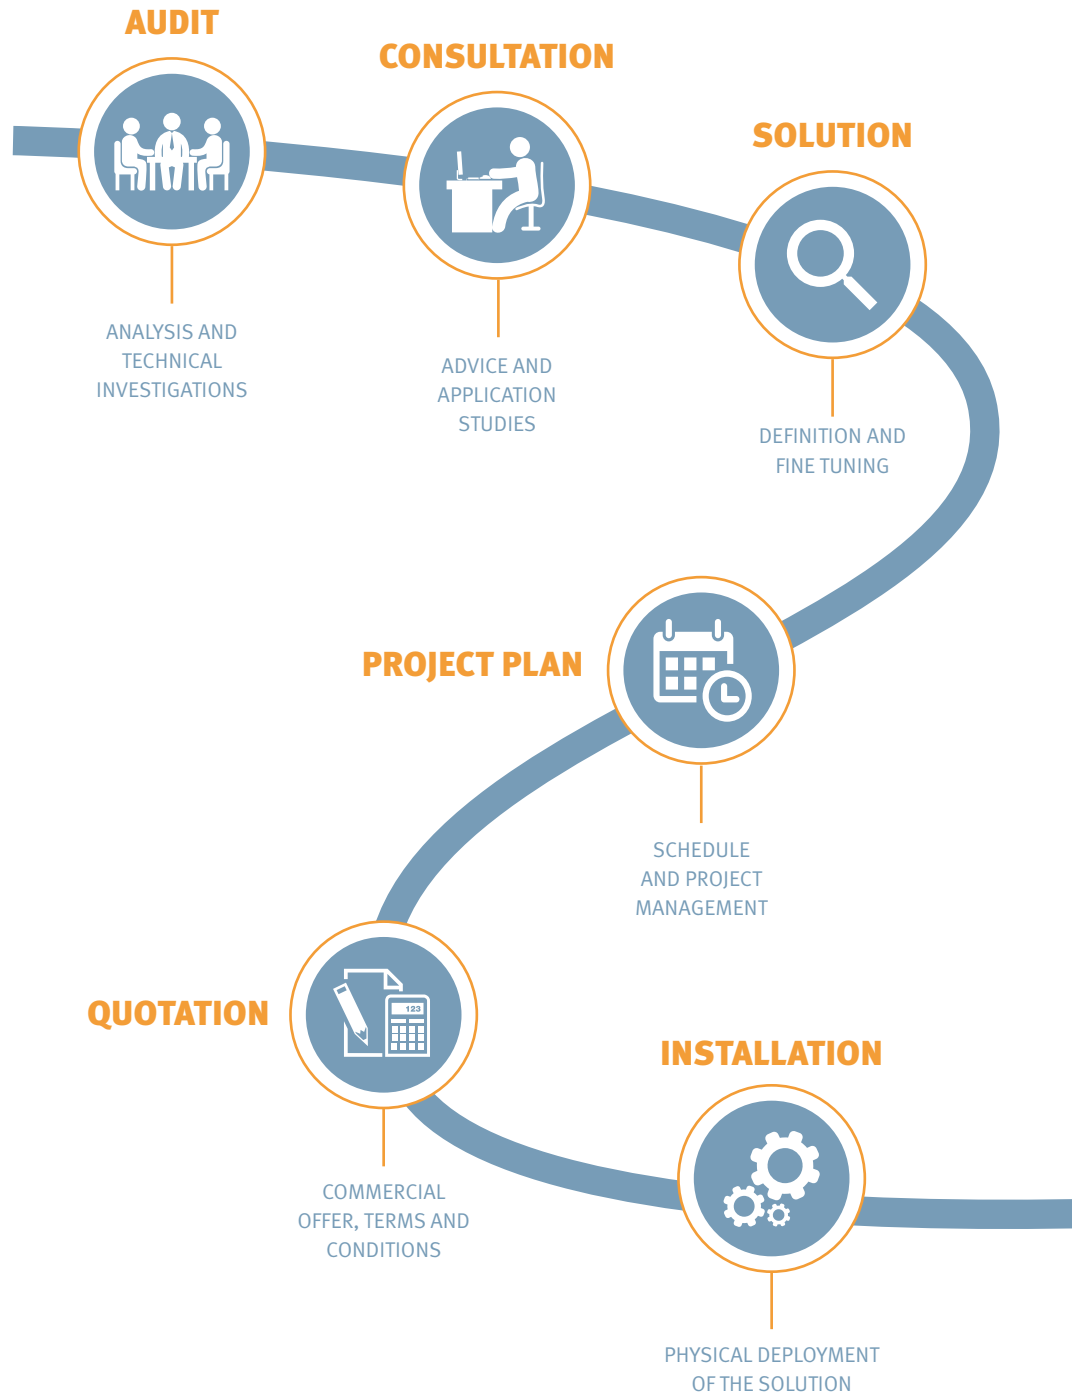 AUDIT
ANALYSIS AND
TECHNICAL
INVESTIGATIONS
CONSULTATION
ADVICE AND
APPLICATION
STUDIES
SOLUTION
DEFINITION AND
FINE TUNING
PROJECT PLAN
SCHEDULE
AND PROJECT
MANAGEMENT
QUOTATION
123
COMMERCIAL
OFFER, TERMS AND
CONDITIONS
INSTALLATION
PHYSICAL DEPLOYMENT
OF THE SOLUTION